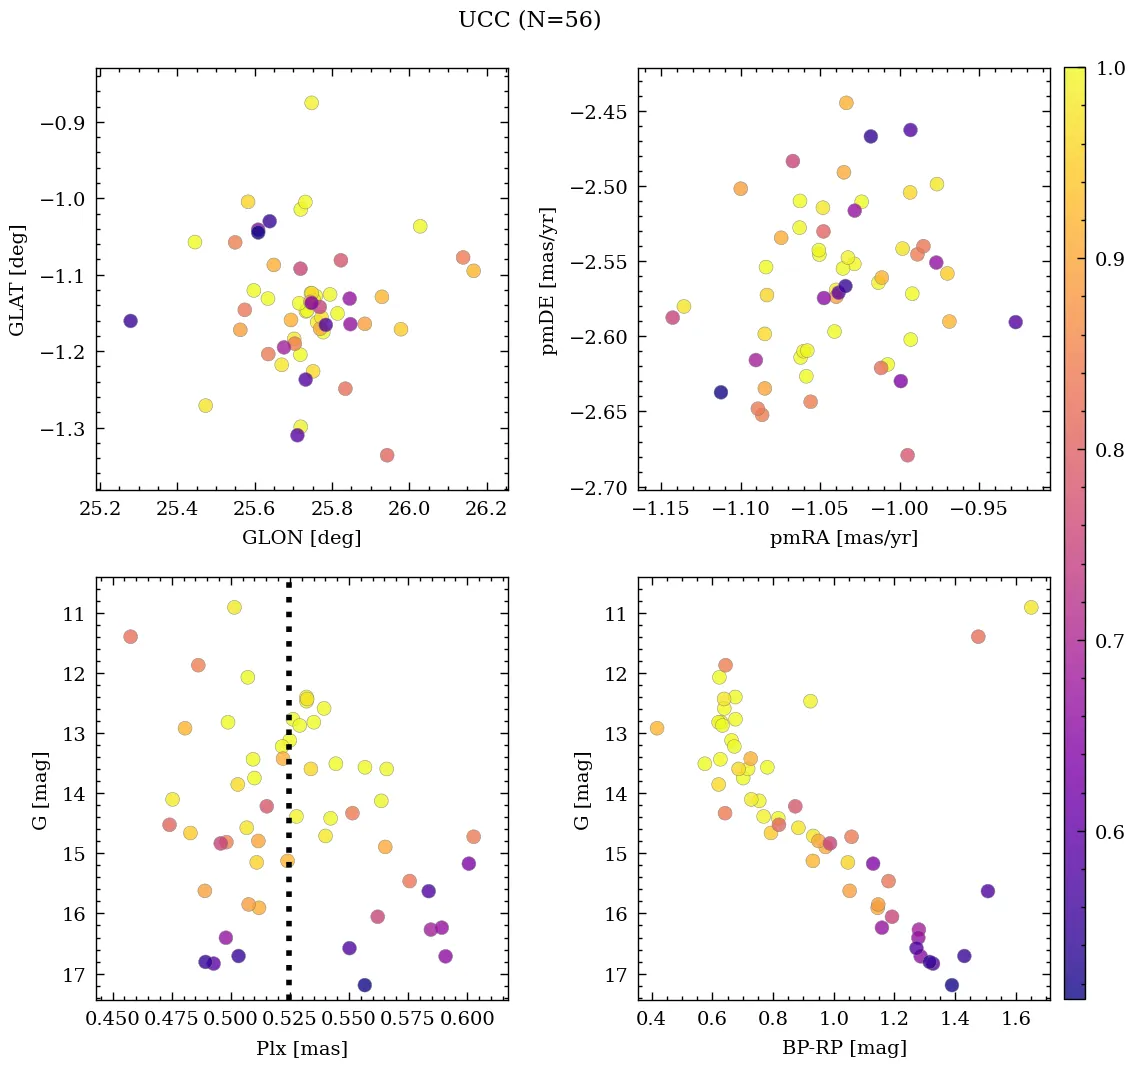 UCC (N=56)
−0.9
−1.0
−1.1
−1.2
−1.3
GLAT [deg]
25.2 25.4 25.6 25.8 26.0 26.2
GLON [deg]
−2.45
−2.50
−2.55
−2.60
−2.65
−2.70
pmDE [mas/yr]
−1.15 −1.10 −1.05 −1.00 −0.95
pmRA [mas/yr]
1.0
0.9
0.8
0.7
0.6
11
12
13
14
15
16
17
G [mag]
0.450 0.475 0.500 0.525 0.550 0.575 0.600
Plx [mas]
11
12
13
14
15
16
17
G [mag]
0.4 0.6 0.8 1.0 1.2 1.4 1.6
BP-RP [mag]